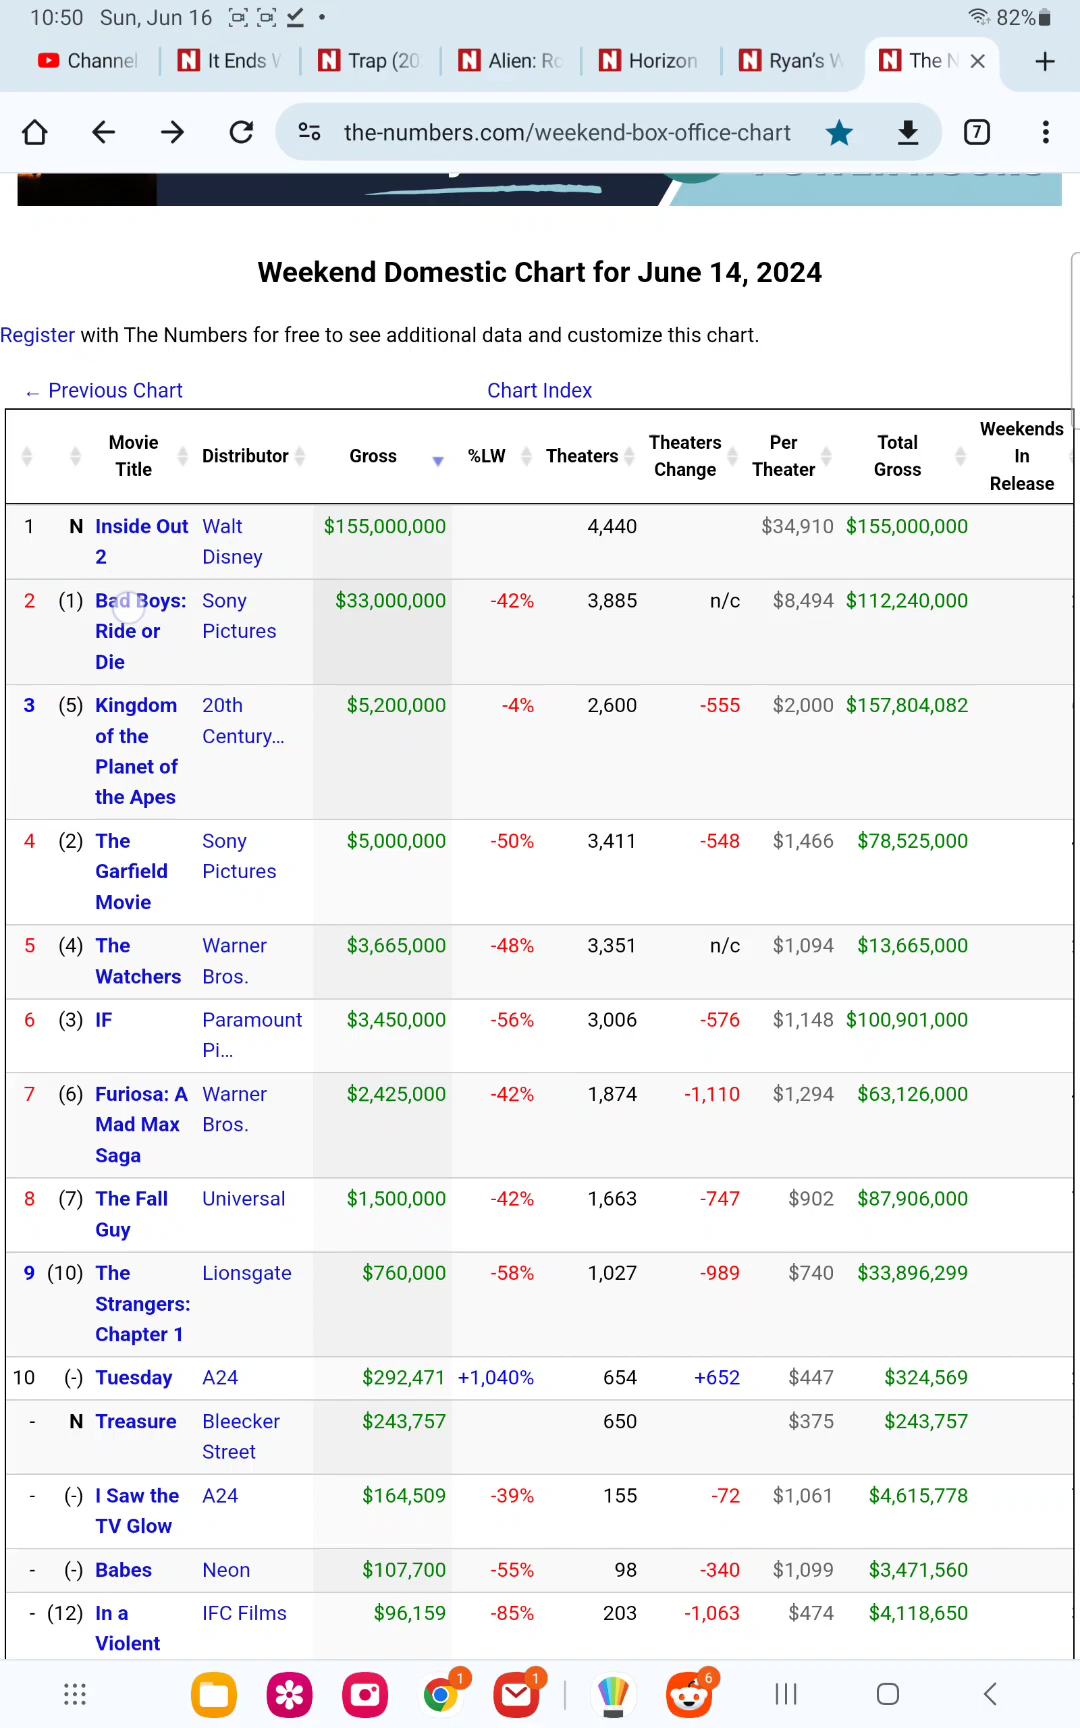 10:50 Sun, Jun 16 82%
Channel It Ends W Trap (20 Alien: Ro Horizon Ryan's W The N
the-numbers.com/weekend-box-office-chart 7
Weekend Domestic Chart for June 14, 2024
Register with The Numbers for free to see additional data and customize this chart.
← Previous Chart Chart Index
Movie Title Distributor Gross %LW Theaters Theaters Change Per Theater Total Gross Weekends In Release
1 N Inside Out 2 Walt Disney $155,000,000 4,440 $34,910 $155,000,000
2 (1) Bad Boys: Ride or Die Sony Pictures $33,000,000 -42% 3,885 n/c $8,494 $112,240,000
3 (5) Kingdom of the Planet of the Apes 20th Century... $5,200,000 -4% 2,600 -555 $2,000 $157,804,082
4 (2) The Garfield Movie Sony Pictures $5,000,000 -50% 3,411 -548 $1,466 $78,525,000
5 (4) The Watchers Warner Bros. $3,665,000 -48% 3,351 n/c $1,094 $13,665,000
6 (3) IF Paramount Pi... $3,450,000 -56% 3,006 -576 $1,148 $100,901,000
7 (6) Furiosa: A Mad Max Saga Warner Bros. $2,425,000 -42% 1,874 -1,110 $1,294 $63,126,000
8 (7) The Fall Guy Universal $1,500,000 -42% 1,663 -747 $902 $87,906,000
9 (10) The Strangers: Chapter 1 Lionsgate $760,000 -58% 1,027 -989 $740 $33,896,299
10 (-) Tuesday A24 $292,471 +1,040% 654 +652 $447 $324,569
- N Treasure Bleecker Street $243,757 650 $375 $243,757
- (-) I Saw the TV Glow A24 $164,509 -39% 155 -72 $1,061 $4,615,778
- (-) Babes Neon $107,700 -55% 98 -340 $1,099 $3,471,560
- (12) In a Violent IFC Films $96,159 -85% 203 -1,063 $474 $4,118,650
1 1 6